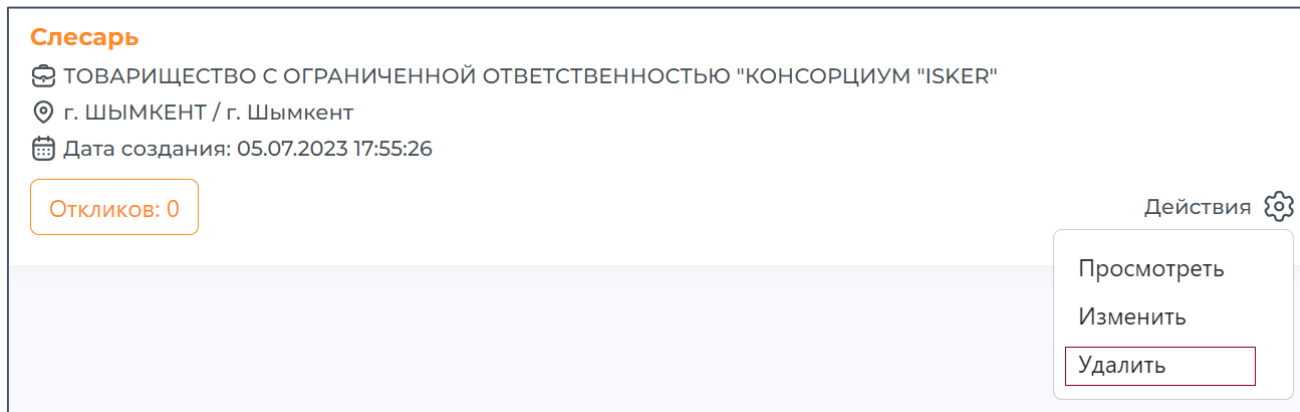 Слесарь
ТОВАРИЩЕСТВО С ОГРАНИЧЕННОЙ ОТВЕТСТВЕННОСТЬЮ "КОНСОРЦИУМ "ISKER"
г. ШЫМКЕНТ / г. Шымкент
Дата создания: 05.07.2023 17:55:26
Откликов: 0
Действия
Просмотреть
Изменить
Удалить